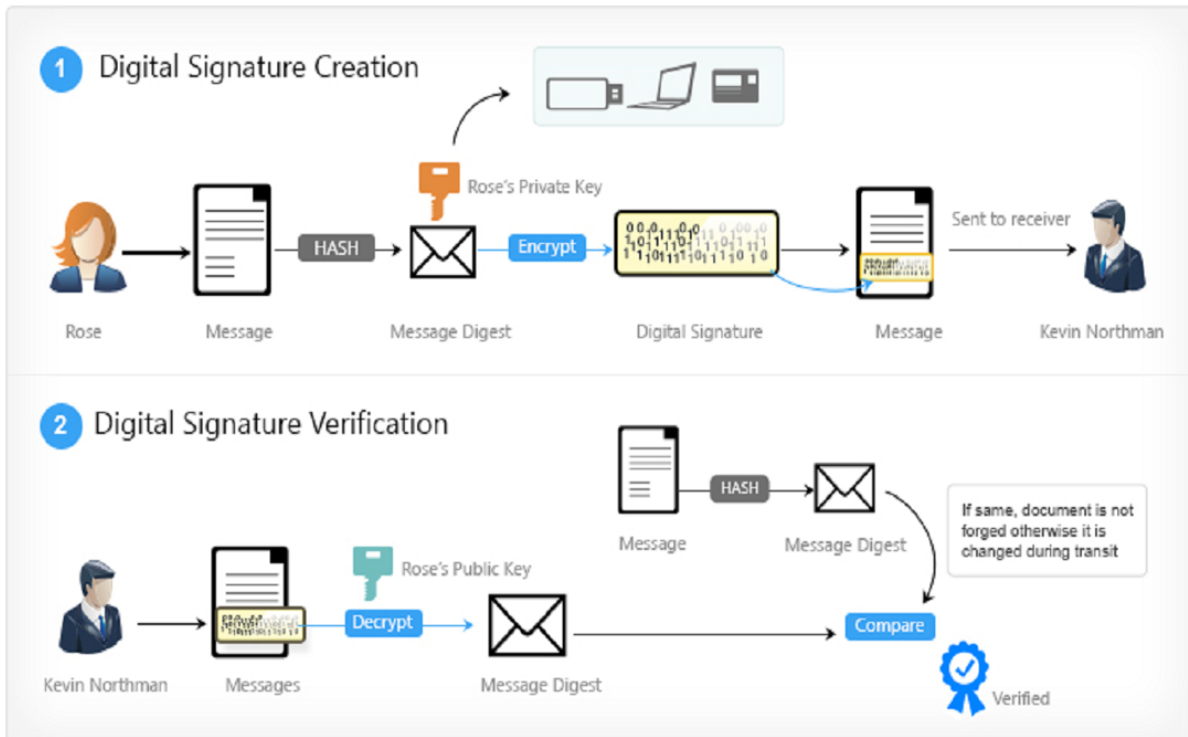 1 Digital Signature Creation
Rose's Private Key
HASH
Encrypt
Sent to receiver
Rose
Message
Message Digest
Digital Signature
Message
Kevin Northman
2 Digital Signature Verification
HASH
Message
Message Digest
If same, document is not
forged otherwise it is
changed during transit
Rose's Public Key
Decrypt
Compare
Kevin Northman
Messages
Message Digest
Verified